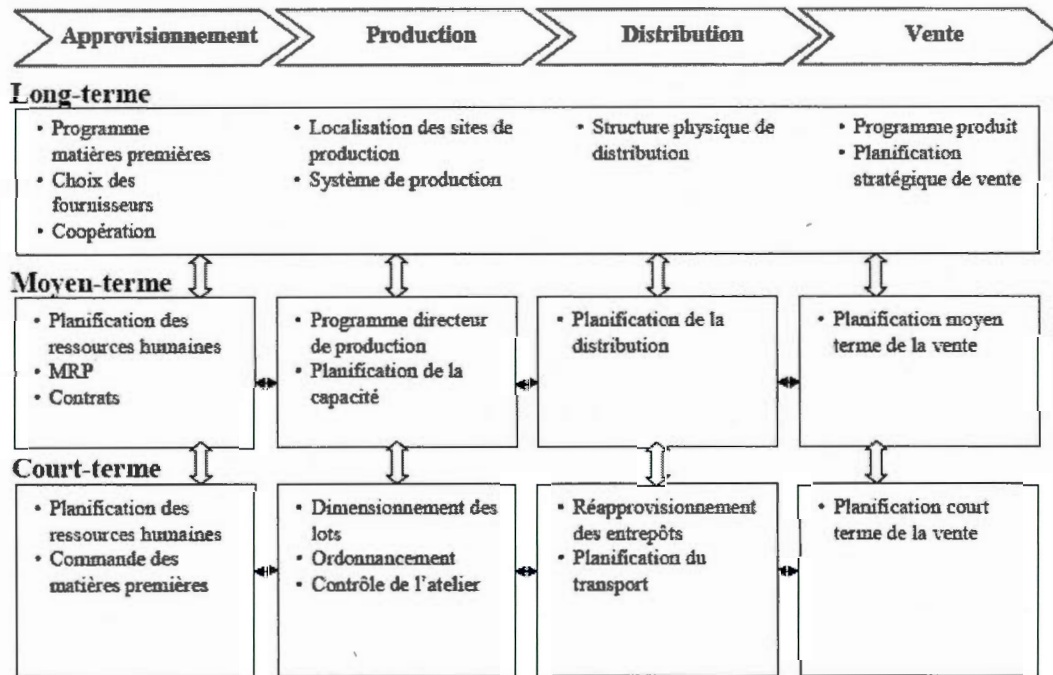 Approvisionnement
Production
Distribution
Vente
Long-terme
• Programme
matières premières
• Choix des
fournisseurs
• Coopération
• Localisation des sites de
production
• Système de production
• Structure physique de
distribution
• Programme produit
• Planification
stratégique de vente
Moyen-terme
• Planification des
ressources humaines
• MRP
• Contrats
• Programme directeur
de production
• Planification de la
capacité
• Planification de la
distribution
• Planification moyen
terme de la vente
Court-terme
• Planification des
ressources humaines
• Commande des
matières premières
• Dimensionnement des
lots
• Ordonnancement
• Contrôle de l'atelier
• Réapprovisionnement
des entrepôts
• Planification du
transport
• Planification court
terme de la vente